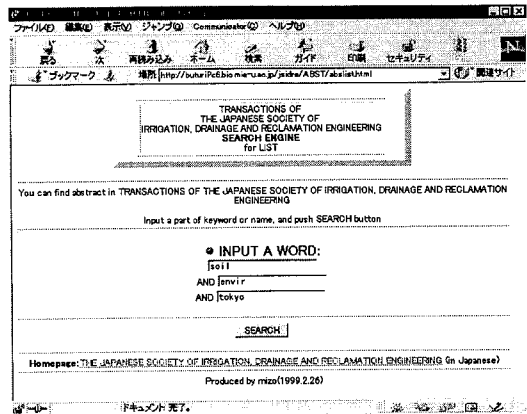 ファイル(F) 編集(E) 表示(V) ジャンプ(G) Communicator(C) ヘルプ(H)
戻る 次 再読み込み ホーム 検索 ガイド 印刷 セキュリティ
ブックマーク 場所: 関連サイト
TRANSACTIONS OF
THE JAPANESE SOCIETY OF
IRRIGATION, DRAINAGE AND RECLAMATION ENGINEERING
SEARCH ENGINE
for LIST
You can find abstract in TRANSACTIONS OF THE JAPANESE SOCIETY OF IRRIGATION, DRAINAGE AND RECLAMATION
ENGINEERING
Input a part of keyword or name, and push SEARCH button
INPUT A WORD:
soil
AND envir
AND tokyo
SEARCH
Homepage: THE JAPANESE SOCIETY OF IRRIGATION, DRAINAGE AND RECLAMATION ENGINEERING (in Japanese)
Produced by mizo(1999.2.26)
ドキュメント 完了。